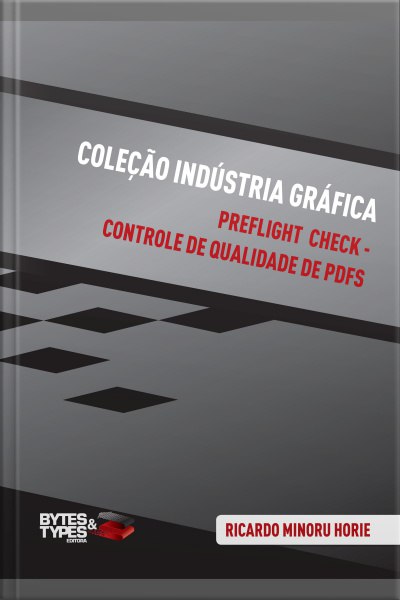 COLEÇÃO INDÚSTRIA GRÁFICA
PREFLIGHT CHECK -
CONTROLE DE QUALIDADE DE PDFS
BYTES &
TYPES
EDITORA
RICARDO MINORU HORIE